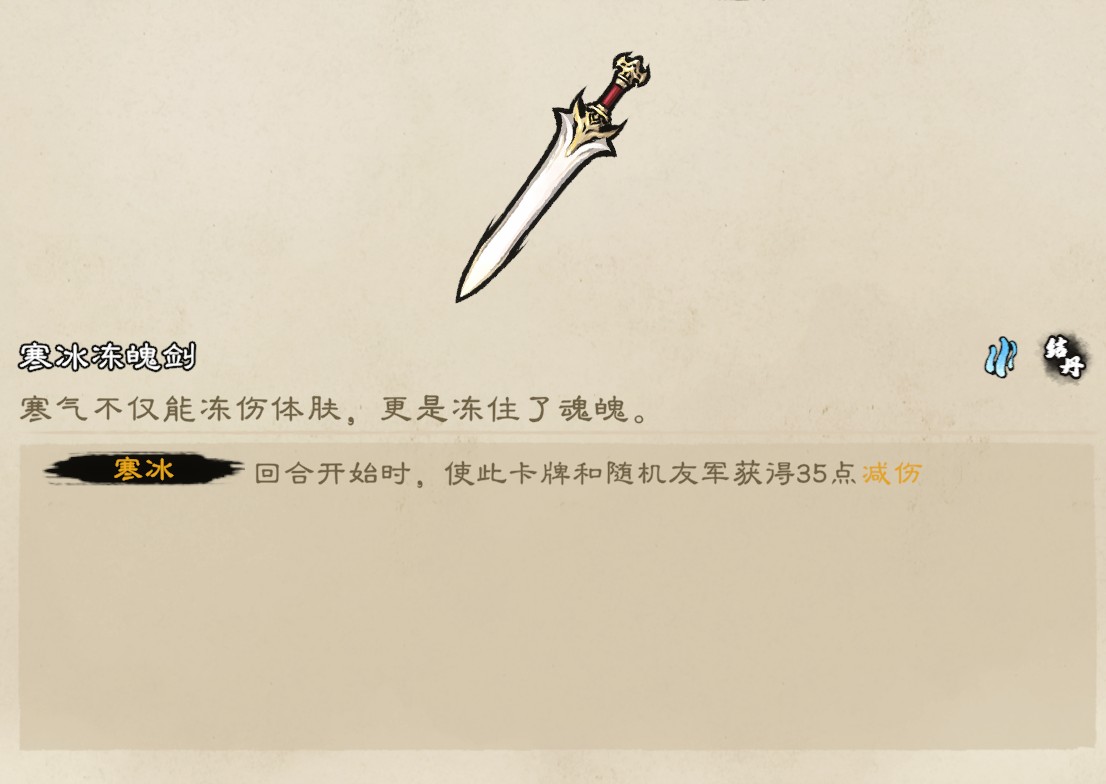 寒冰冻魄剑
结丹
寒气不仅能冻伤体肤，更是冻住了魂魄。
寒冰 回合开始时，使此卡牌和随机友军获得35点减伤